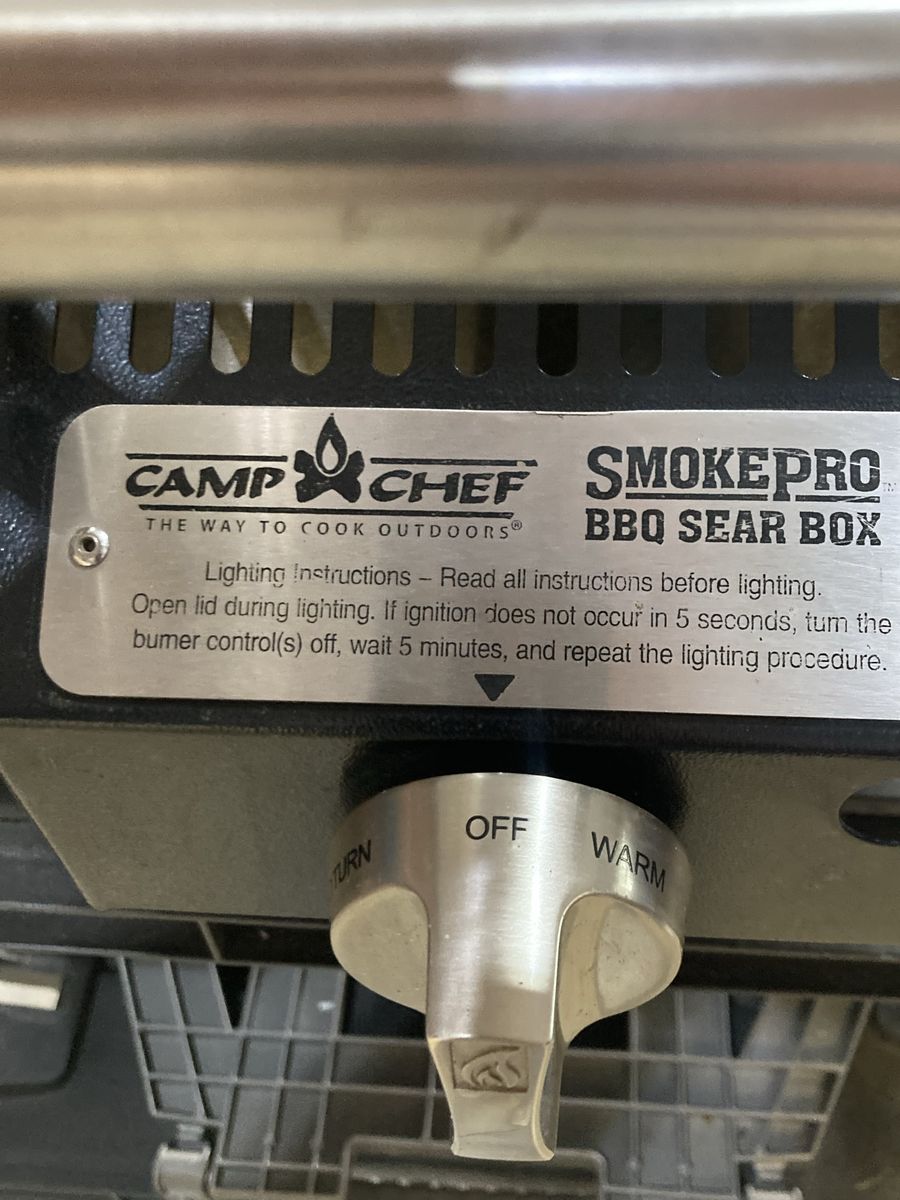 CAMP CHEF
THE WAY TO COOK OUTDOORS®
SMOKEPRO™
BBQ SEAR BOX
Lighting Instructions – Read all instructions before lighting.
Open lid during lighting. If ignition does not occur in 5 seconds, turn the
burner control(s) off, wait 5 minutes, and repeat the lighting procedure.
TURN OFF WARM